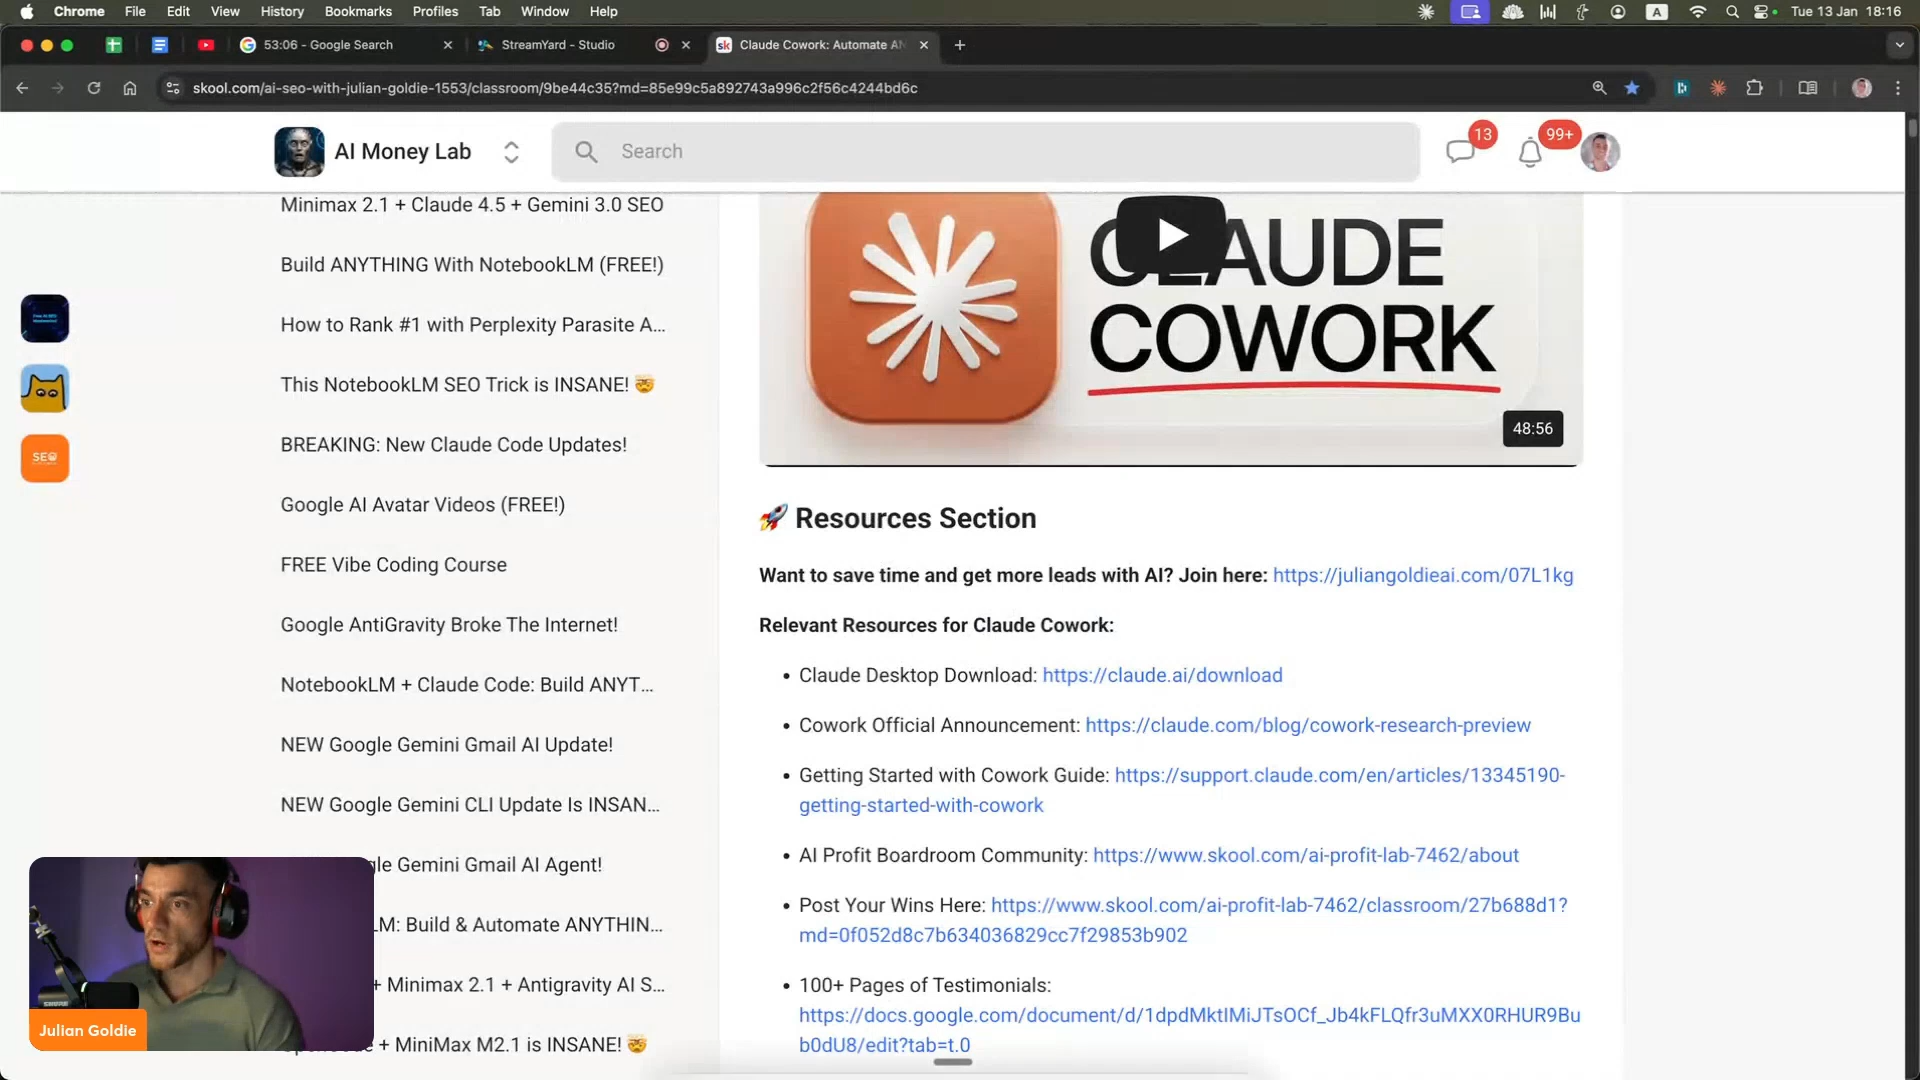 Chrome File Edit View History Bookmarks Profiles Tab Window Help
A
Tue 13 Jan 18:16
53:06 - Google Search
StreamYard - Studio
sk Claude Cowork: Automate AN
skool.com/ai-seo-with-julian-goldie-1553/classroom/9be44c35?md=85e99c5a892743a996c2f56c4244bd6c
AI Money Lab
Search
13
99+
Minimax 2.1 + Claude 4.5 + Gemini 3.0 SEO
Build ANYTHING With NotebookLM (FREE!)
How to Rank #1 with Perplexity Parasite A...
This NotebookLM SEO Trick is INSANE! 🤯
BREAKING: New Claude Code Updates!
Google AI Avatar Videos (FREE!)
FREE Vibe Coding Course
Google AntiGravity Broke The Internet!
NotebookLM + Claude Code: Build ANYT...
NEW Google Gemini Gmail AI Update!
NEW Google Gemini CLI Update Is INSAN...
gle Gemini Gmail AI Agent!
LM: Build & Automate ANYTHIN...
+ Minimax 2.1 + Antigravity AI S...
+ MiniMax M2.1 is INSANE! 🤯
SEO
Julian Goldie
CLAUDE
COWORK
48:56
🚀 Resources Section
Want to save time and get more leads with AI? Join here: https://juliangoldieai.com/07L1kg
Relevant Resources for Claude Cowork:
• Claude Desktop Download: https://claude.ai/download
• Cowork Official Announcement: https://claude.com/blog/cowork-research-preview
• Getting Started with Cowork Guide: https://support.claude.com/en/articles/13345190-
getting-started-with-cowork
• AI Profit Boardroom Community: https://www.skool.com/ai-profit-lab-7462/about
• Post Your Wins Here: https://www.skool.com/ai-profit-lab-7462/classroom/27b688d1?
md=0f052d8c7b634036829cc7f29853b902
• 100+ Pages of Testimonials:
https://docs.google.com/document/d/1dpdMktIMiJTsOCf_Jb4kFLQfr3uMXX0RHUR9Bu
b0dU8/edit?tab=t.0